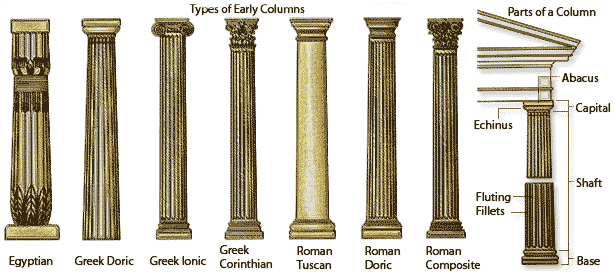 Types of Early Columns
Egyptian
Greek Doric
Greek Ionic
Greek
Corinthian
Roman
Tuscan
Roman
Doric
Roman
Composite
Parts of a Column
Abacus
Capital
Echinus
Shaft
Fluting
Fillets
Base